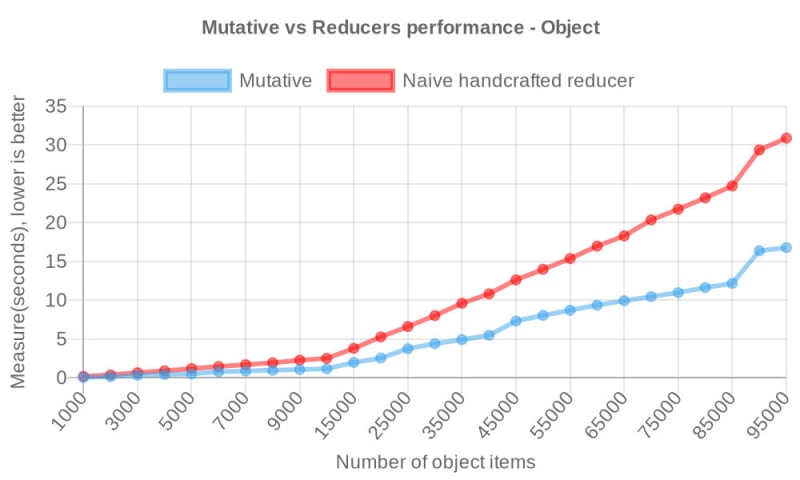 Mutative vs Reducers performance - Object
Mutative Naive handcrafted reducer
Measure(seconds), lower is better
35
30
25
20
15
10
5
0
1000 3000 5000 7000 9000 15000 25000 35000 45000 55000 65000 75000 85000 95000
Number of object items